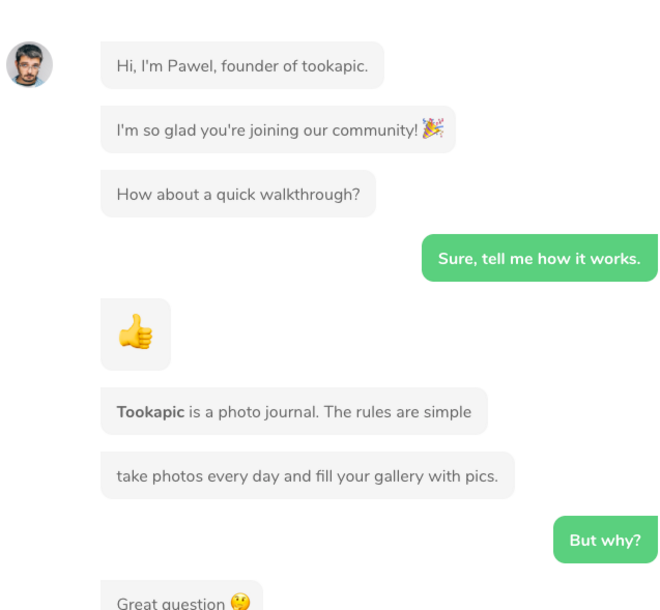 Hi, I'm Pawel, founder of tookapic.
I'm so glad you're joining our community! 🎉
How about a quick walkthrough?
Sure, tell me how it works.
👍
Tookapic is a photo journal. The rules are simple
take photos every day and fill your gallery with pics.
But why?
Great question 🤔